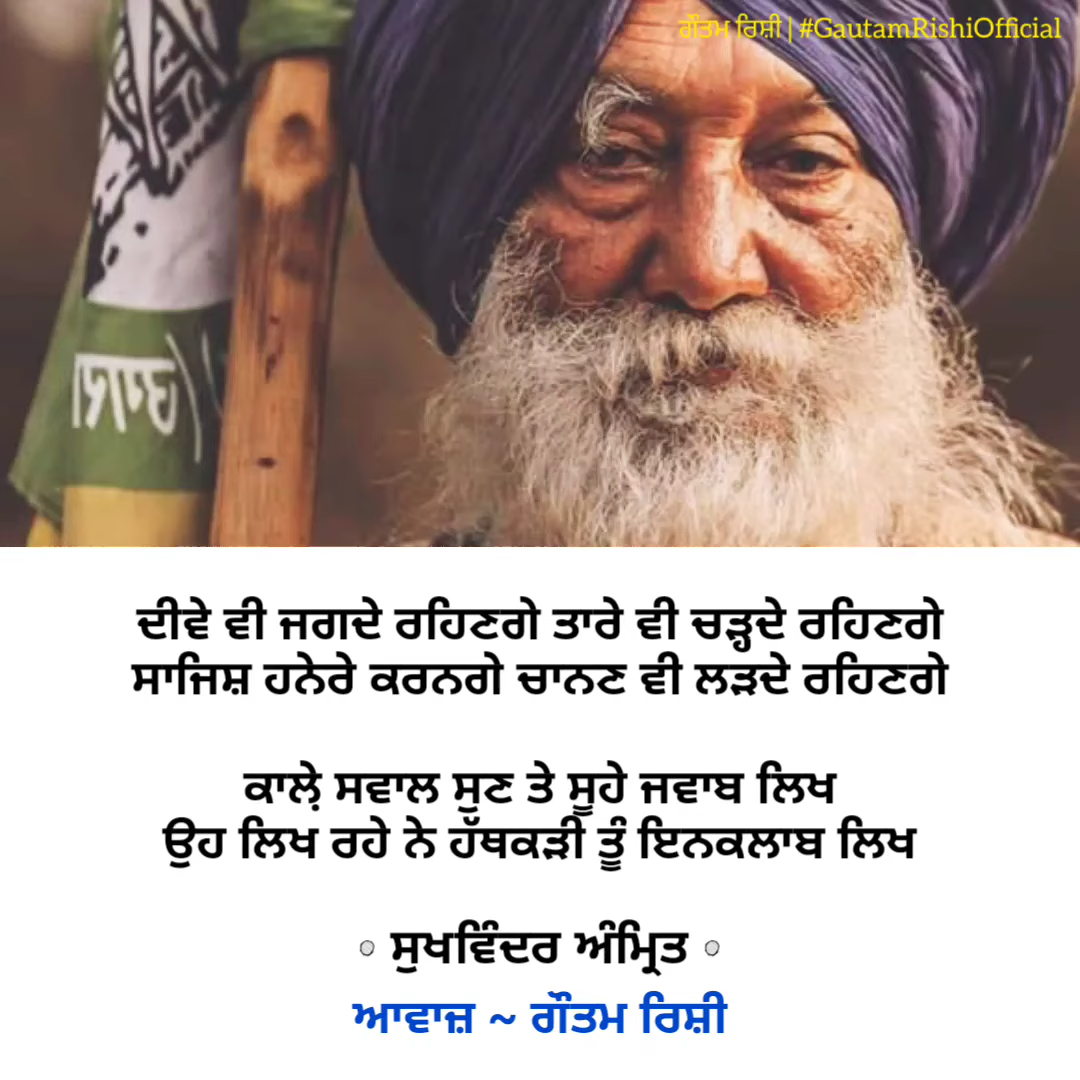 ਗੌਤਮ ਰਿਸ਼ੀ | #GautamRishiOfficial
ਦੀਵੇ ਵੀ ਜਗਦੇ ਰਹਿਣਗੇ ਤਾਰੇ ਵੀ ਚੜ੍ਹਦੇ ਰਹਿਣਗੇ
ਸਾਜਿਸ਼ ਹਨੇਰੇ ਕਰਨਗੇ ਚਾਨਣ ਵੀ ਲੜਦੇ ਰਹਿਣਗੇ
ਕਾਲੇ਼ ਸਵਾਲ ਸੁਣ ਤੇ ਸੂਹੇ ਜਵਾਬ ਲਿਖ
ਉਹ ਲਿਖ ਰਹੇ ਨੇ ਹੱਥਕੜੀ ਤੂੰ ਇਨਕਲਾਬ ਲਿਖ
ਸੁਖਵਿੰਦਰ ਅੰਮ੍ਰਿਤ
ਆਵਾਜ਼ ~ ਗੌਤਮ ਰਿਸ਼ੀ